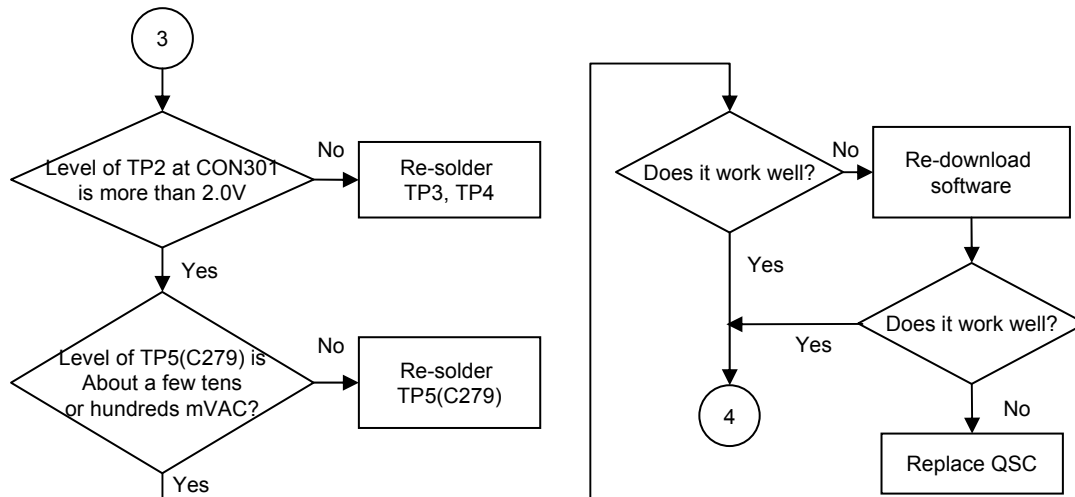 3
Level of TP2 at CON301
is more than 2.0V
No
Re-solder
TP3, TP4
Yes
Level of TP5(C279) is
About a few tens
or hundreds mVAC?
No
Re-solder
TP5(C279)
Yes
Does it work well?
No
Re-download
software
Yes
Does it work well?
Yes
4
No
Replace QSC